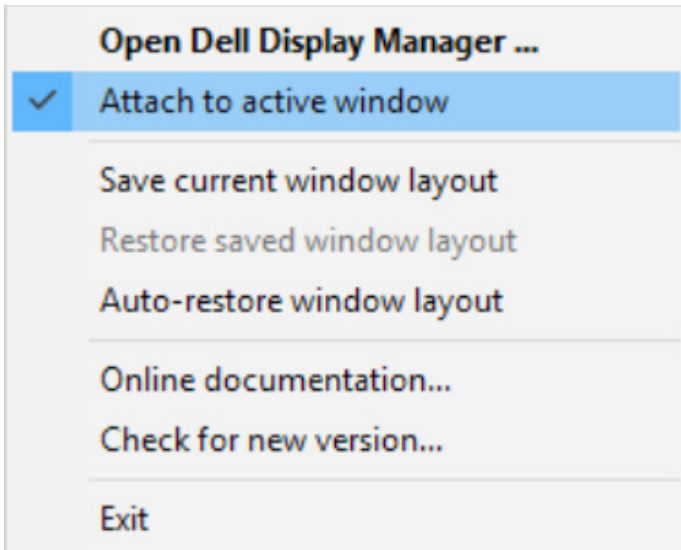 Open Dell Display Manager ...
Attach to active window
Save current window layout
Restore saved window layout
Auto-restore window layout
Online documentation...
Check for new version...
Exit